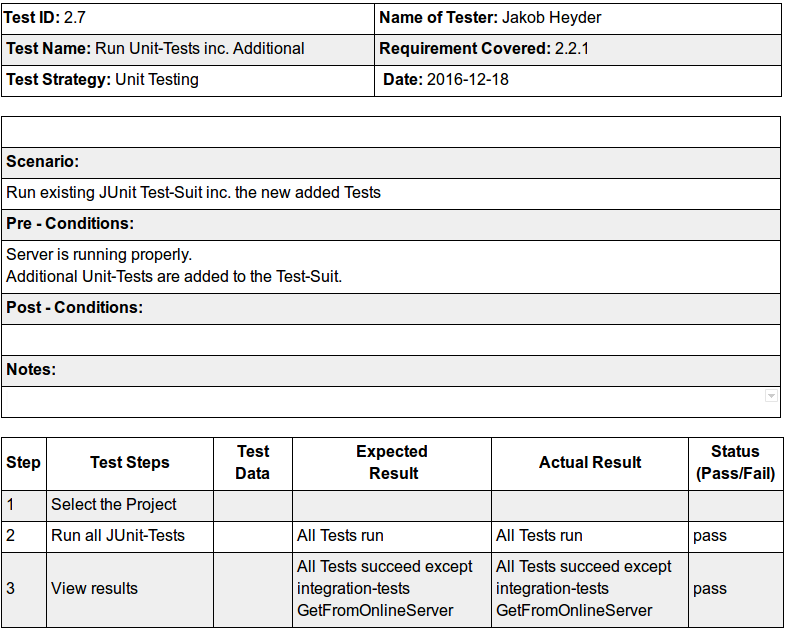 Test ID: 2.7
Name of Tester: Jakob Heyder
Test Name: Run Unit-Tests inc. Additional
Requirement Covered: 2.2.1
Test Strategy: Unit Testing
Date: 2016-12-18
Scenario:
Run existing JUnit Test-Suit inc. the new added Tests
Pre - Conditions:
Server is running properly.
Additional Unit-Tests are added to the Test-Suit.
Post - Conditions:
Notes:
Step
Test Steps
Test
Data
Expected
Result
Actual Result
Status
(Pass/Fail)
1
Select the Project
2
Run all JUnit-Tests
All Tests run
All Tests run
pass
3
View results
All Tests succeed except
integration-tests
GetFromOnlineServer
All Tests succeed except
integration-tests
GetFromOnlineServer
pass